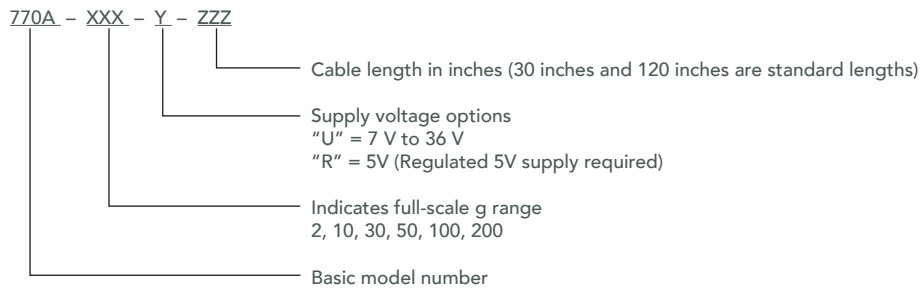 770A – XXX – Y – ZZZ
Cable length in inches (30 inches and 120 inches are standard lengths)
Supply voltage options
“U” = 7 V to 36 V
“R” = 5V (Regulated 5V supply required)
Indicates full-scale g range
2, 10, 30, 50, 100, 200
Basic model number